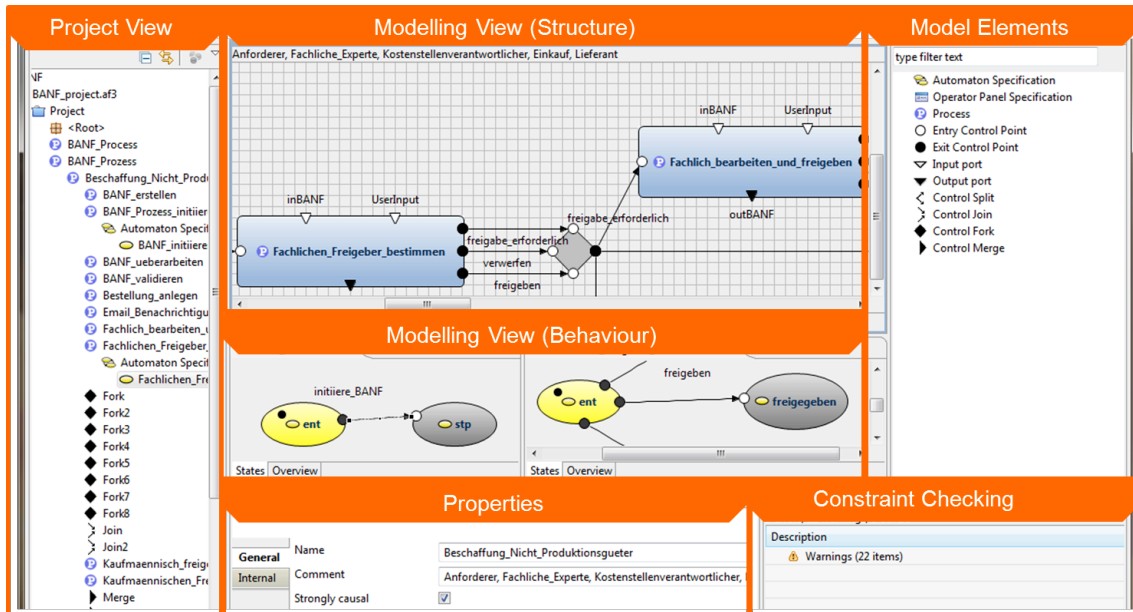 Project View
Modelling View (Structure)
Model Elements
NF
BANF_project.af3
Project
<Root>
BANF_Process
BANF_Prozess
Beschaffung_Nicht_Produ
BANF_erstellen
BANF_Prozess_initiier
Automaton Specif
BANF_initiiere
BANF_ueberarbeiten
BANF_validieren
Bestellung_anlegen
Email_Benachrichtigu
Fachlich_bearbeiten_u
Fachlichen_Freigeber_
Automaton Specif
Fachlichen_Fre
Fork
Fork2
Fork3
Fork4
Fork5
Fork6
Fork7
Fork8
Join
Join2
Kaufmaennisch_freig
Kaufmaennischen_Fre
Merge
Anforderer, Fachliche_Experte, Kostenstellenverantwortlicher, Einkauf, Lieferant
inBANF
UserInput
Fachlich_bearbeiten_und_freigeben
outBANF
inBANF
UserInput
Fachlichen_Freigeber_bestimmen
freigabe_erforderlich
freigabe_erforderlich
verwerfen
freigeben
type filter text
Automaton Specification
Operator Panel Specification
Process
Entry Control Point
Exit Control Point
Input port
Output port
Control Split
Control Join
Control Fork
Control Merge
Modelling View (Behaviour)
initiiere_BANF
ent
stp
States Overview
freigeben
ent
freigegeben
States Overview
Properties
General
Internal
Name
Beschaffung_Nicht_Produktionsgueter
Comment
Anforderer, Fachliche_Experte, Kostenstellenverantwortlicher,
Strongly causal
Constraint Checking
Description
Warnings (22 items)